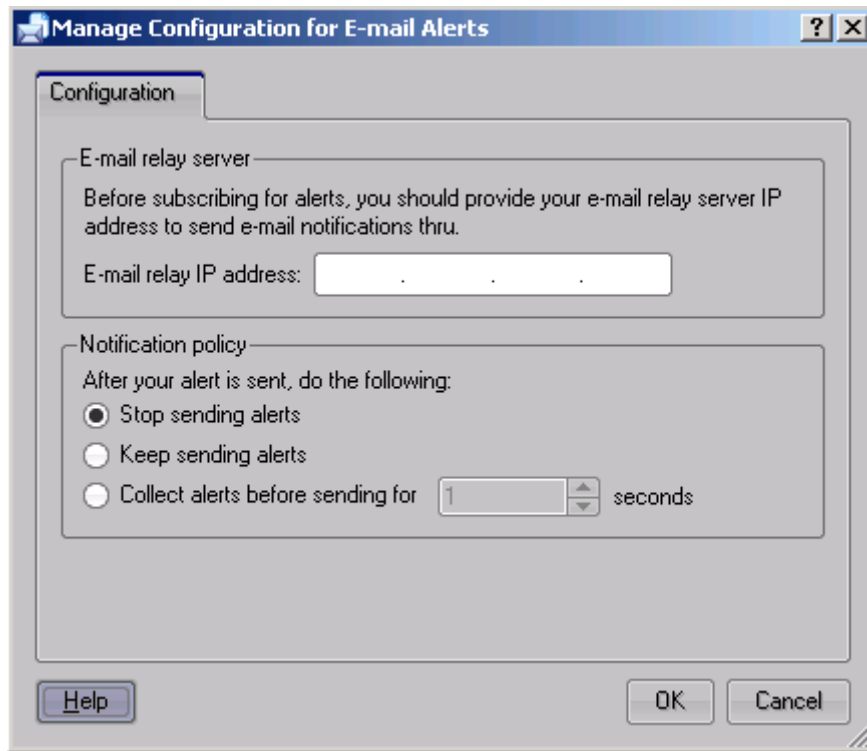 Manage Configuration for E-mail Alerts
Configuration
E-mail relay server
Before subscribing for alerts, you should provide your e-mail relay server IP
address to send e-mail notifications thru.
E-mail relay IP address: . . .
Notification policy
After your alert is sent, do the following:
Stop sending alerts
Keep sending alerts
Collect alerts before sending for 1 seconds
Help OK Cancel